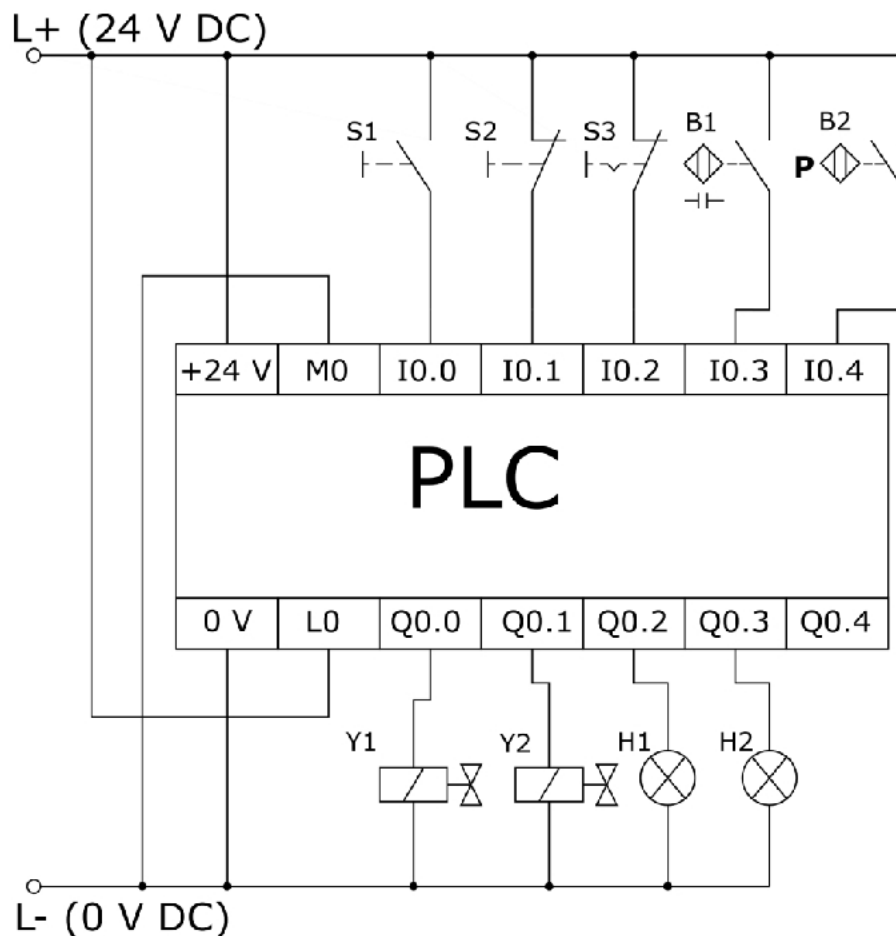 L+ (24 V DC)
S1 S2 S3 B1 B2
P
+24 V M0 I0.0 I0.1 I0.2 I0.3 I0.4
PLC
0 V L0 Q0.0 Q0.1 Q0.2 Q0.3 Q0.4
Y1 Y2 H1 H2
L- (0 V DC)